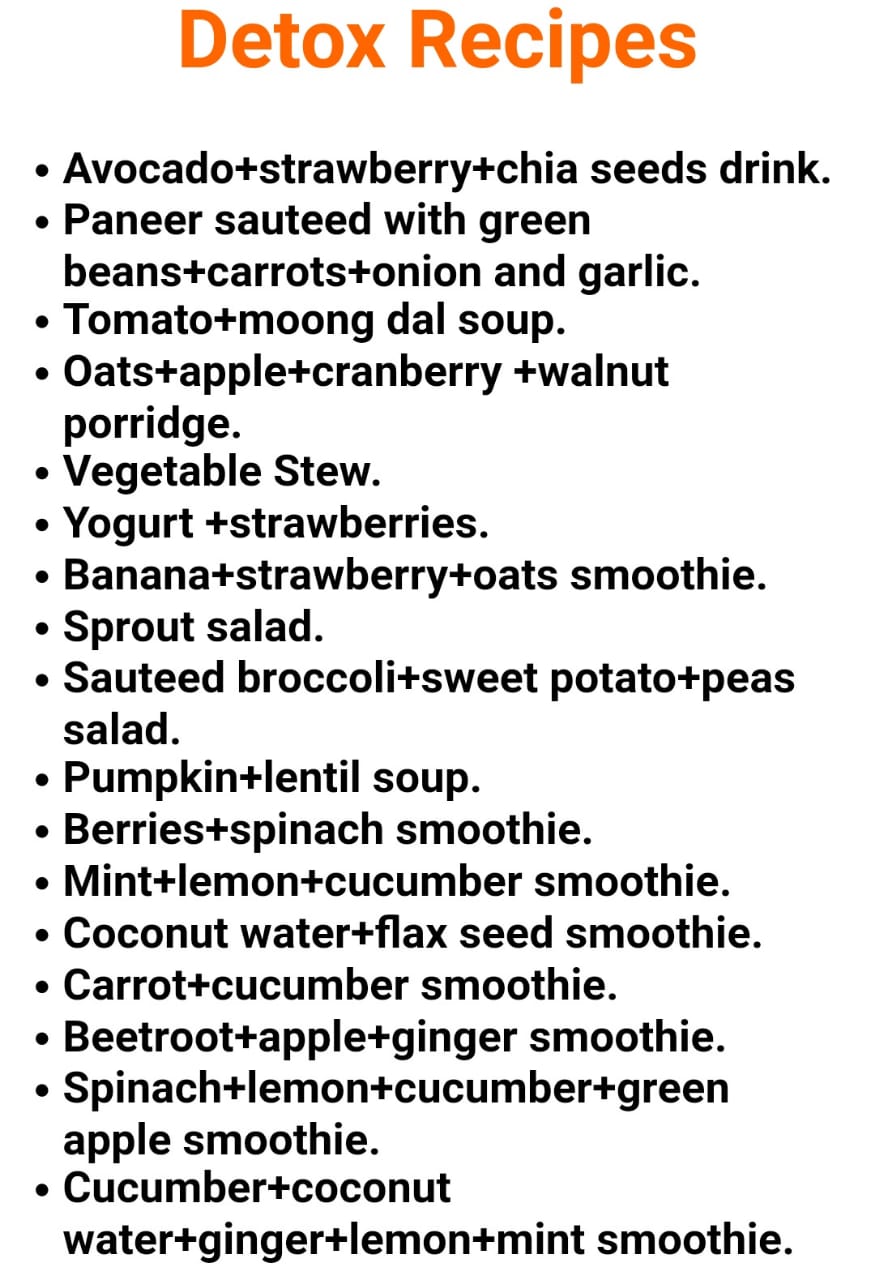 Detox Recipes
• Avocado+strawberry+chia seeds drink.
• Paneer sauteed with green
beans+carrots+onion and garlic.
• Tomato+moong dal soup.
• Oats+apple+cranberry +walnut
porridge.
• Vegetable Stew.
• Yogurt +strawberries.
• Banana+strawberry+oats smoothie.
• Sprout salad.
• Sauteed broccoli+sweet potato+peas
salad.
• Pumpkin+lentil soup.
• Berries+spinach smoothie.
• Mint+lemon+cucumber smoothie.
• Coconut water+flax seed smoothie.
• Carrot+cucumber smoothie.
• Beetroot+apple+ginger smoothie.
• Spinach+lemon+cucumber+green
apple smoothie.
• Cucumber+coconut
water+ginger+lemon+mint smoothie.